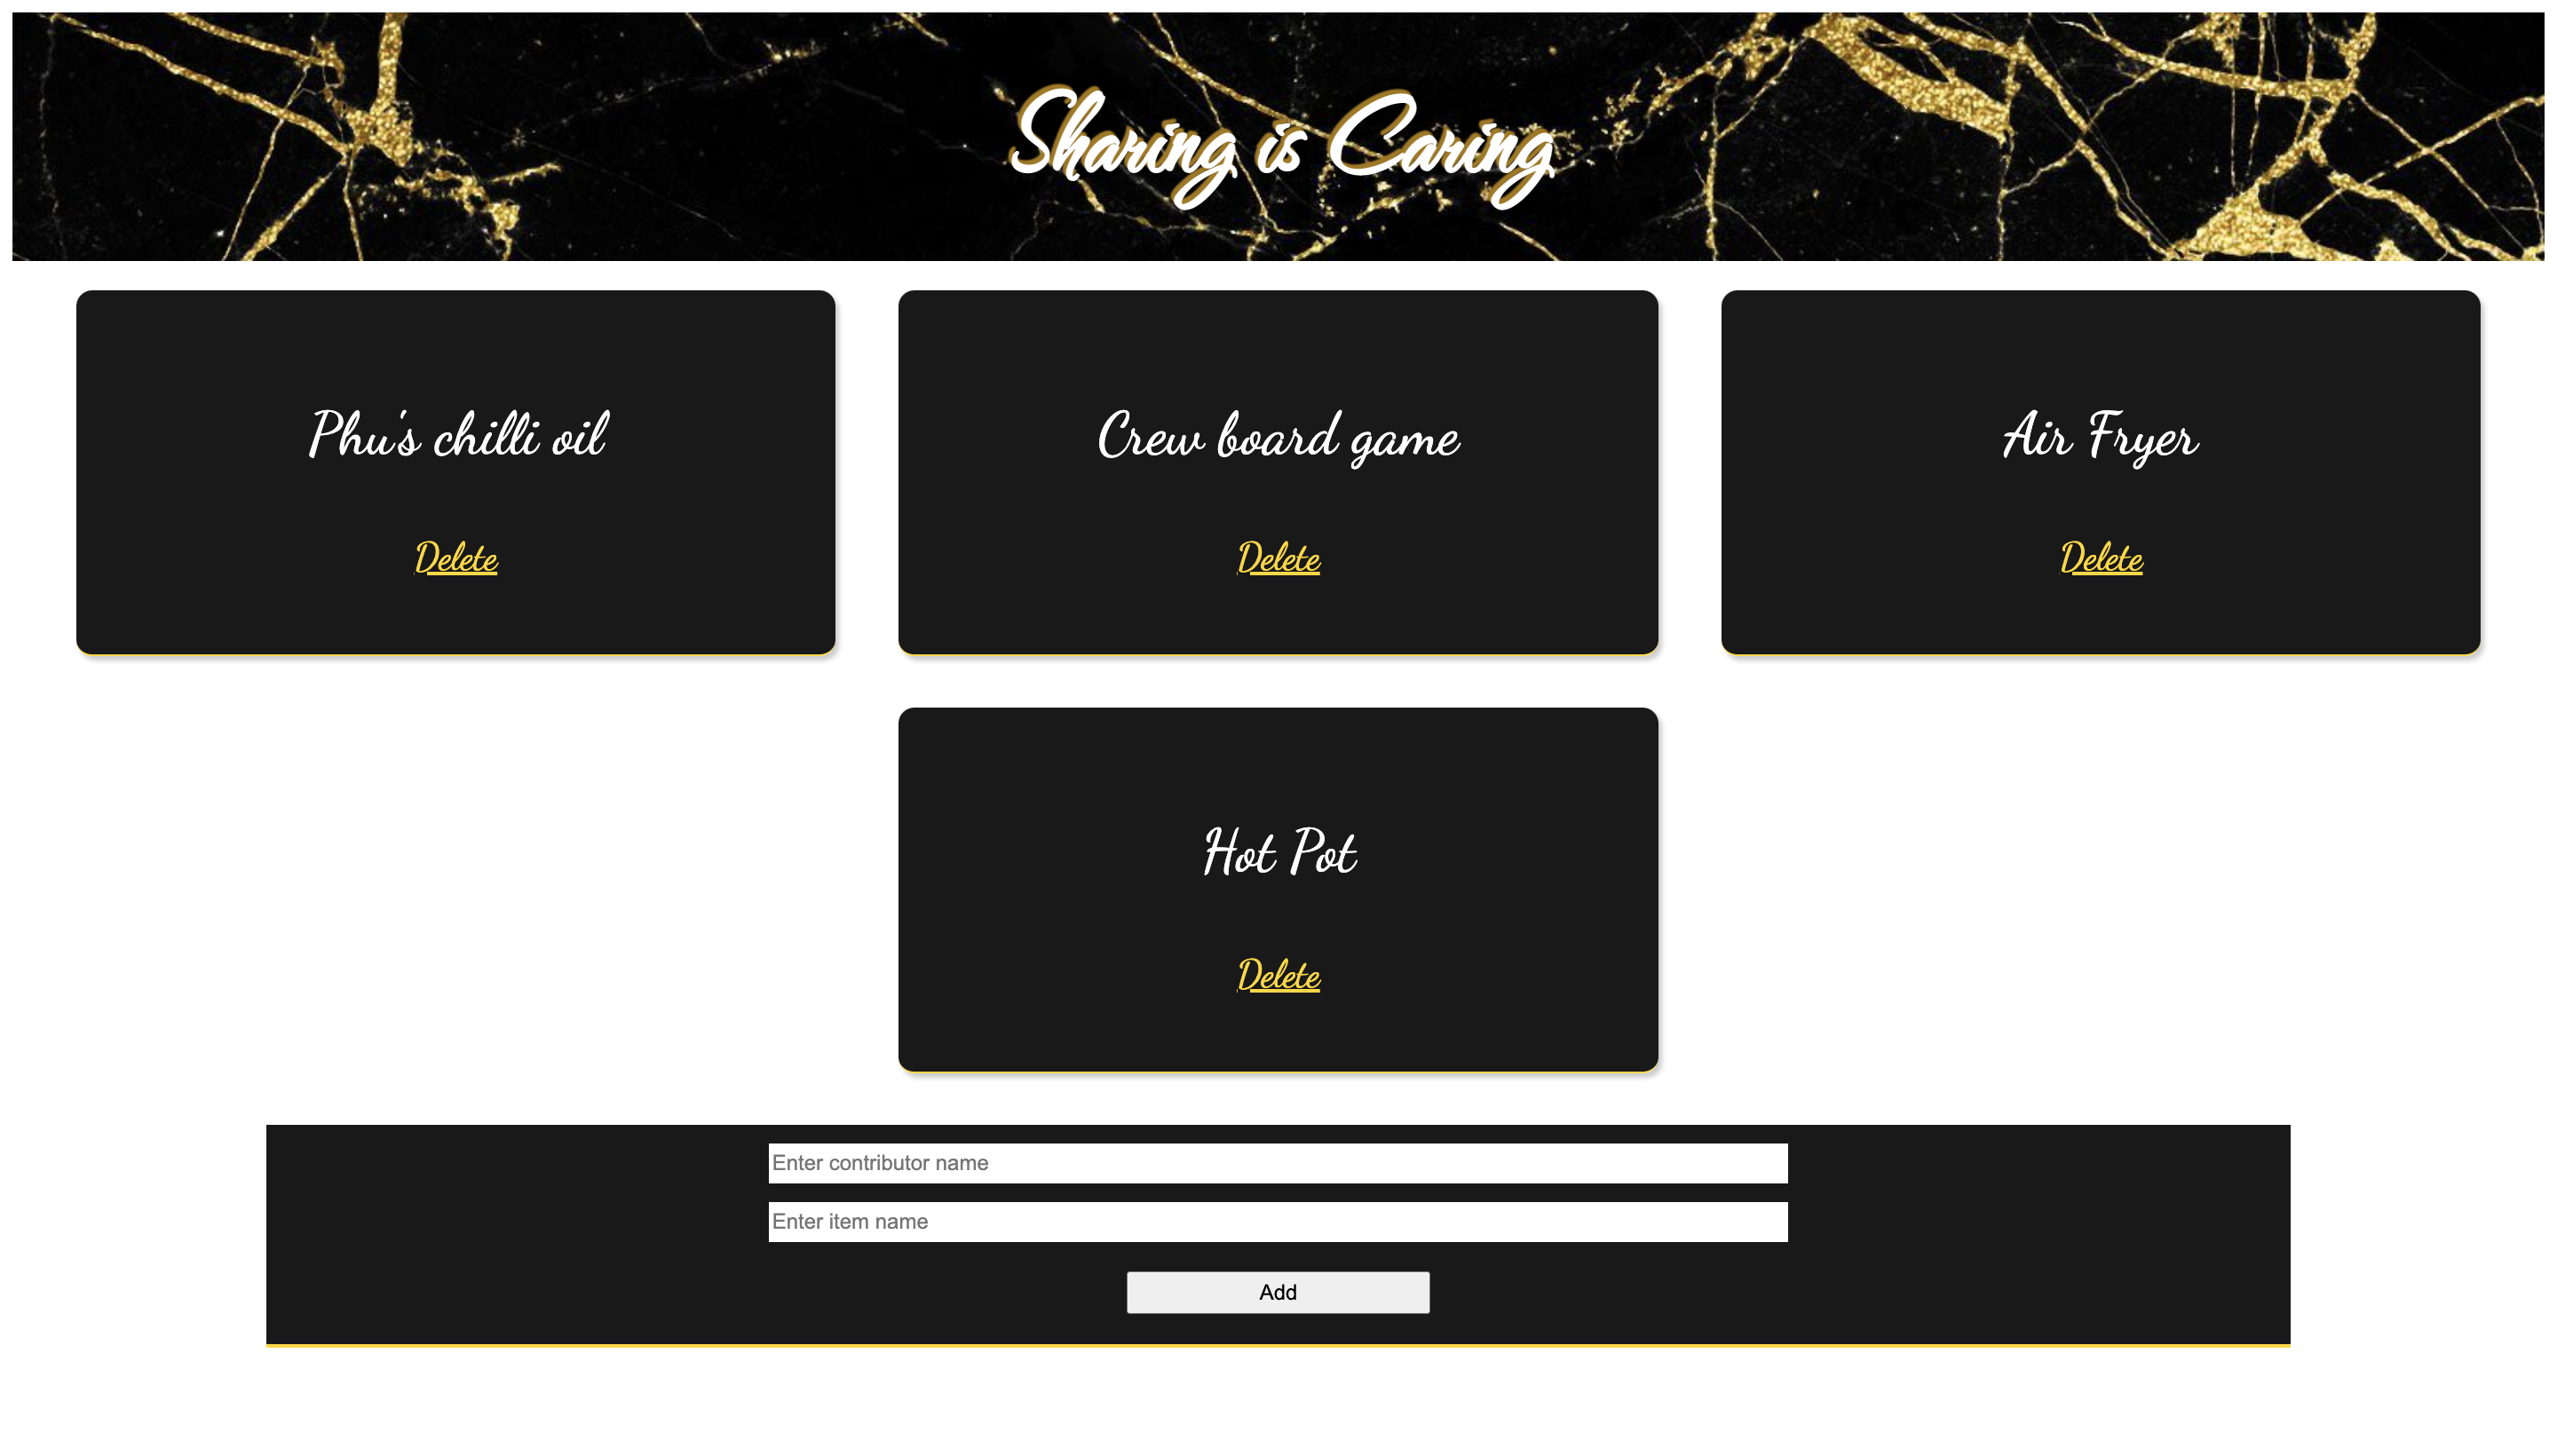 Sharing is Caring
Phu's chilli oil
Delete
Crew board game
Delete
Air Fryer
Delete
Hot Pot
Delete
Enter contributor name
Enter item name
Add